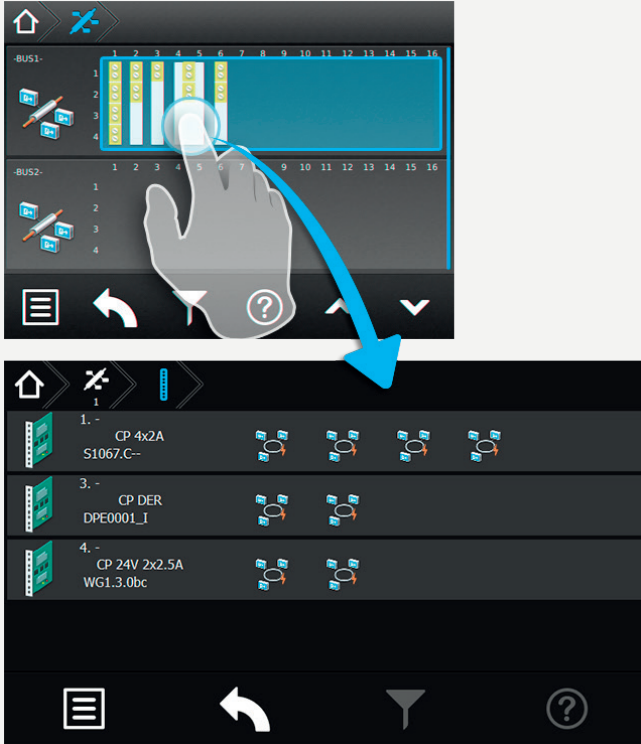 -BUS1-
1 2 3 4 5 6 7 8 9 10 11 12 13 14 15 16
1
2
3
4
-BUS2-
1 2 3 4 5 6 7 9 10 11 12 13 14 15 16
1
2
3
4
?
1
1. -
CP 4x2A
S1067.C--
3. -
CP DER
DPE0001_I
4. -
CP 24V 2x2.5A
WG1.3.0bc
?